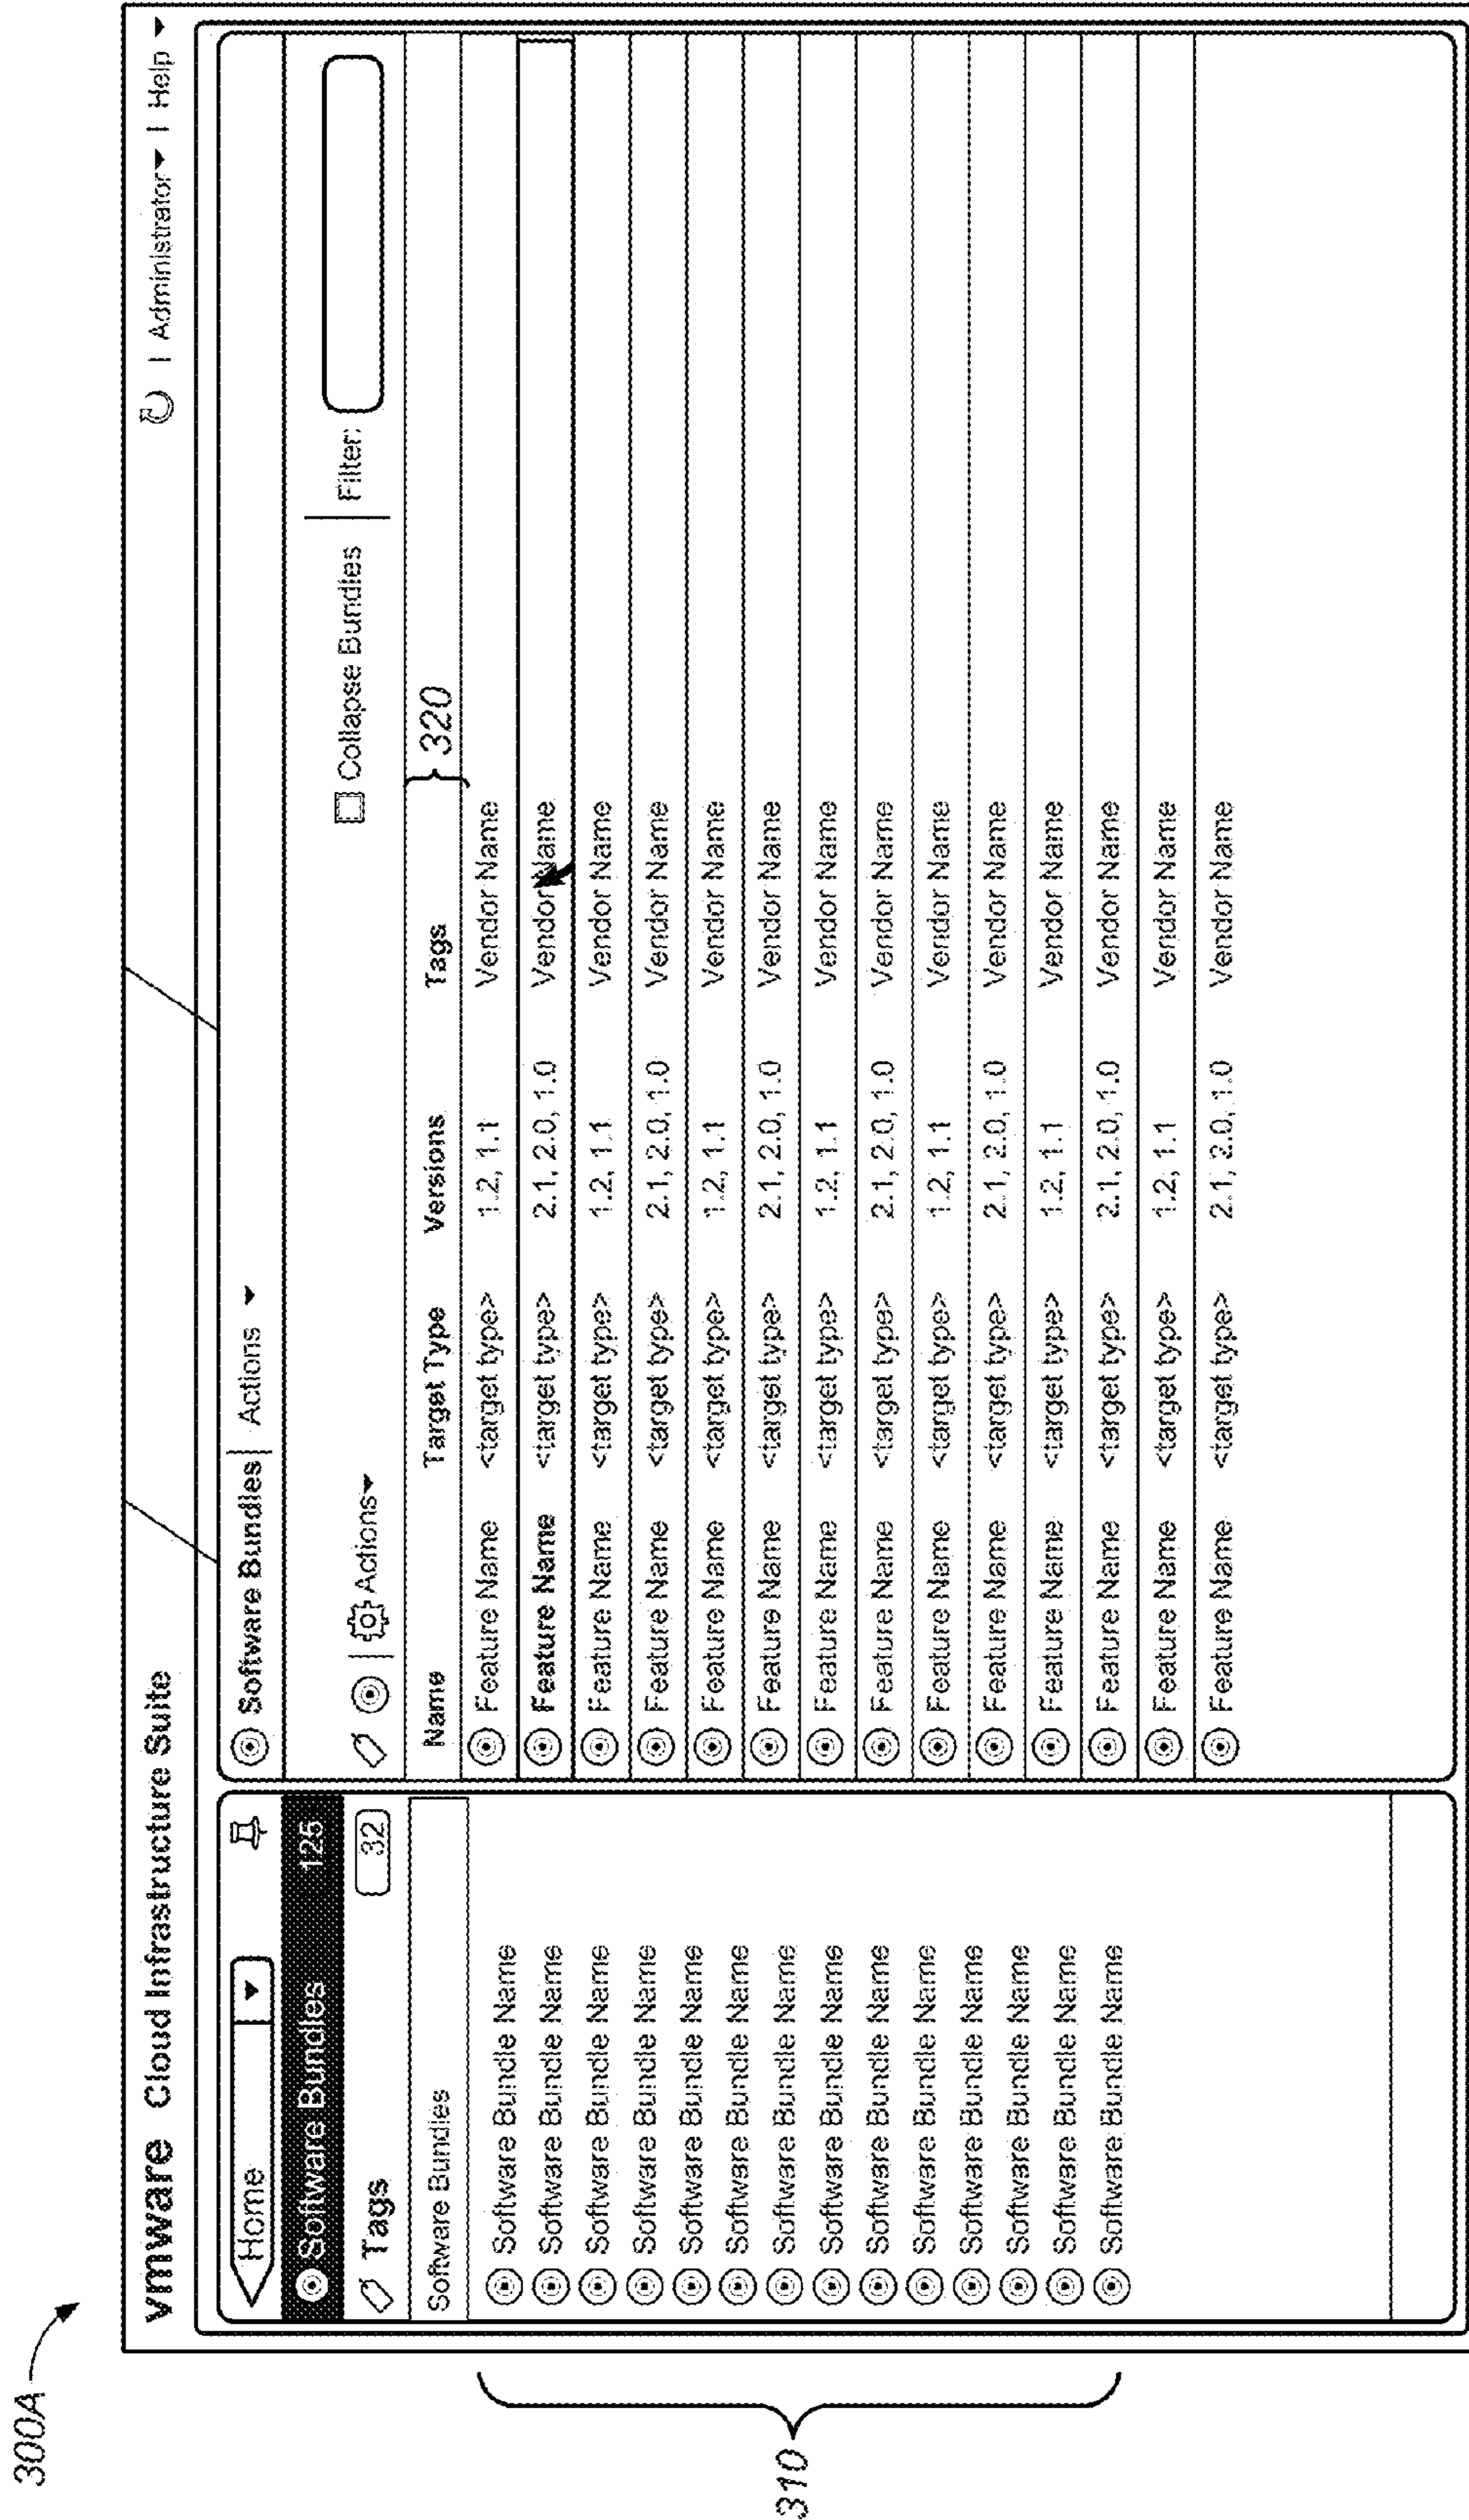 300A
vmware Cloud Infrastructure Suite
| Administrator | Help
Home
Software Bundles 125
Tags 32
Software Bundles
Software Bundle Name
Software Bundle Name
Software Bundle Name
Software Bundle Name
Software Bundle Name
Software Bundle Name
Software Bundle Name
Software Bundle Name
Software Bundle Name
Software Bundle Name
Software Bundle Name
Software Bundle Name
Software Bundle Name
Software Bundle Name
310
Software Bundles | Actions
| Actions
Collapse Bundles | Filter:
Name Target Type Versions Tags
320
Feature Name <target type> 1.2, 1.1 Vendor Name
Feature Name <target type> 2.1, 2.0, 1.0 Vendor Name
Feature Name <target type> 1.2, 1.1 Vendor Name
Feature Name <target type> 2.1, 2.0, 1.0 Vendor Name
Feature Name <target type> 1.2, 1.1 Vendor Name
Feature Name <target type> 2.1, 2.0, 1.0 Vendor Name
Feature Name <target type> 1.2, 1.1 Vendor Name
Feature Name <target type> 2.1, 2.0, 1.0 Vendor Name
Feature Name <target type> 1.2, 1.1 Vendor Name
Feature Name <target type> 2.1, 2.0, 1.0 Vendor Name
Feature Name <target type> 1.2, 1.1 Vendor Name
Feature Name <target type> 2.1, 2.0, 1.0 Vendor Name
Feature Name <target type> 1.2, 1.1 Vendor Name
Feature Name <target type> 2.1, 2.0, 1.0 Vendor Name